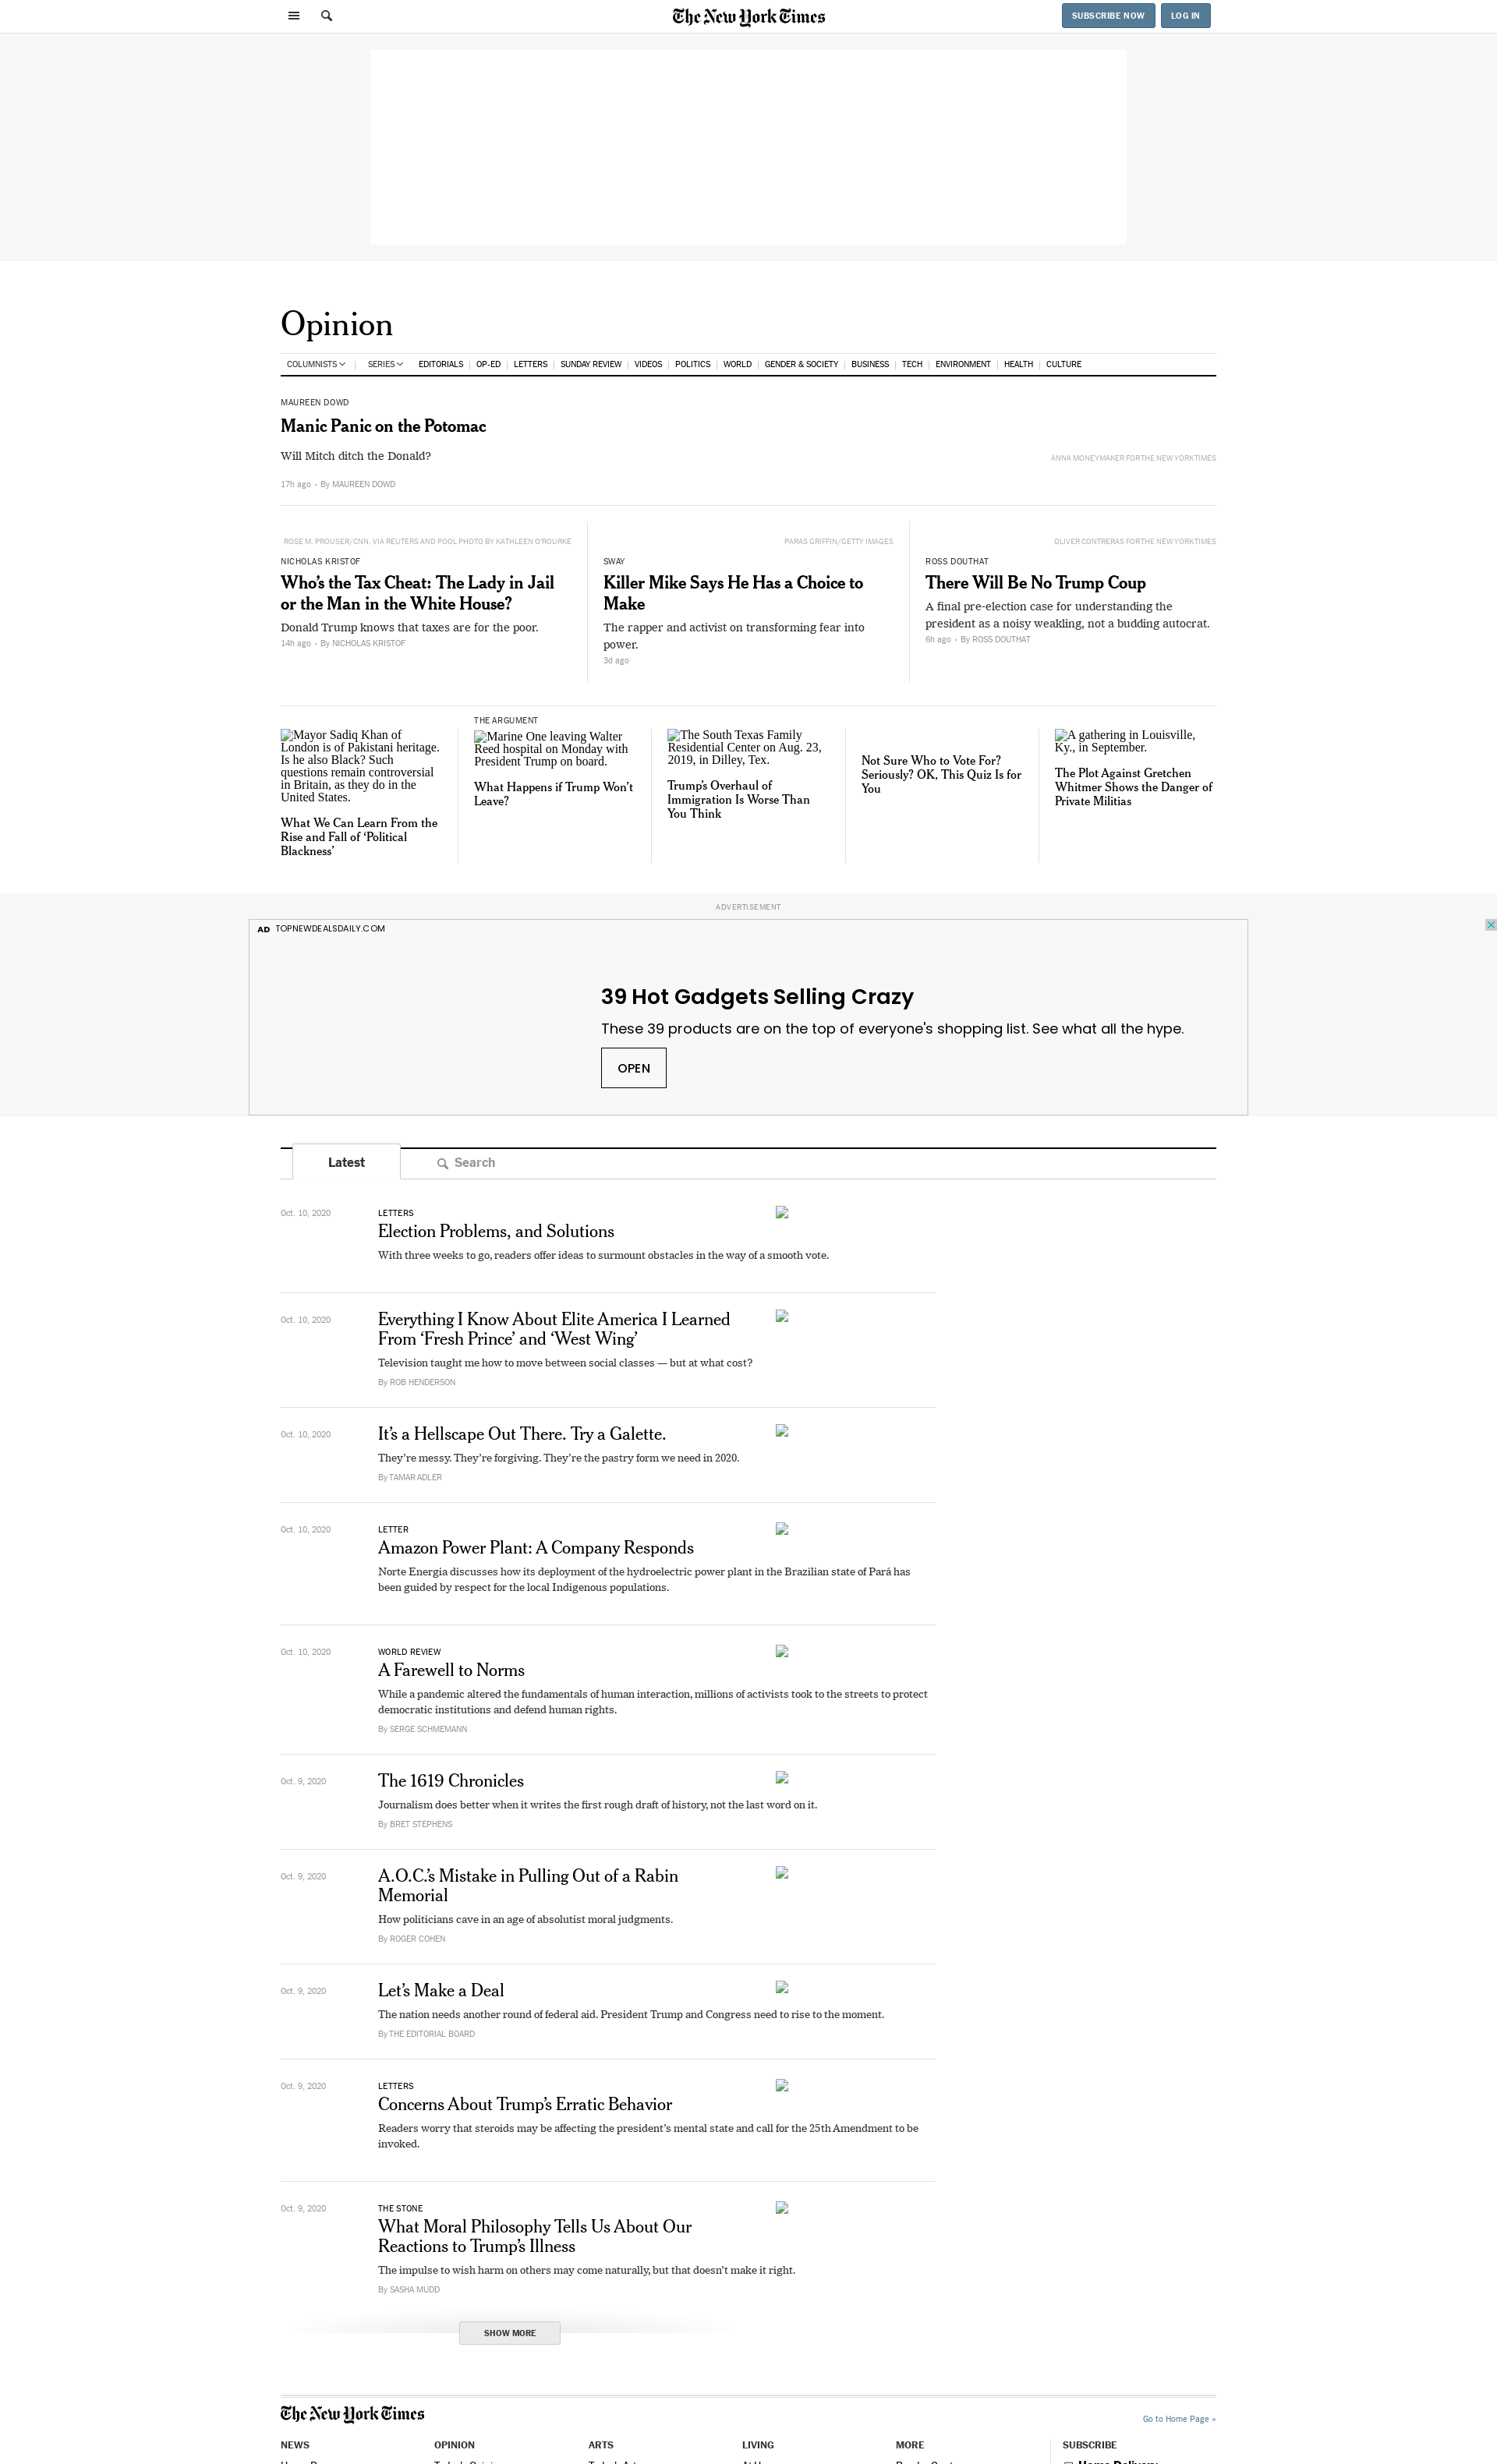 The New York Times
SUBSCRIBE NOW
LOG IN
Opinion
COLUMNISTS
SERIES
EDITORIALS
OP-ED
LETTERS
SUNDAY REVIEW
VIDEOS
POLITICS
WORLD
GENDER & SOCIETY
BUSINESS
TECH
ENVIRONMENT
HEALTH
CULTURE
MAUREEN DOWD
Manic Panic on the Potomac
Will Mitch ditch the Donald?
ANNA MONEYMAKER FOR THE NEW YORK TIMES
17h ago • By MAUREEN DOWD
ROSE M. PROUSER/CNN, VIA REUTERS AND POOL PHOTO BY KATHLEEN O'ROURKE
NICHOLAS KRISTOF
Who’s the Tax Cheat: The Lady in Jail
or the Man in the White House?
Donald Trump knows that taxes are for the poor.
14h ago • By NICHOLAS KRISTOF
PARAS GRIFFIN/GETTY IMAGES
SWAY
Killer Mike Says He Has a Choice to
Make
The rapper and activist on transforming fear into
power.
3d ago
OLIVER CONTRERAS FOR THE NEW YORK TIMES
ROSS DOUTHAT
There Will Be No Trump Coup
A final pre-election case for understanding the
president as a noisy weakling, not a budding autocrat.
6h ago • By ROSS DOUTHAT
Mayor Sadiq Khan of
London is of Pakistani heritage.
Is he also Black? Such
questions remain controversial
in Britain, as they do in the
United States.
What We Can Learn From the
Rise and Fall of ‘Political
Blackness’
THE ARGUMENT
Marine One leaving Walter
Reed hospital on Monday with
President Trump on board.
What Happens if Trump Won’t
Leave?
The South Texas Family
Residential Center on Aug. 23,
2019, in Dilley, Tex.
Trump’s Overhaul of
Immigration Is Worse Than
You Think
Not Sure Who to Vote For?
Seriously? OK, This Quiz Is for
You
A gathering in Louisville,
Ky., in September.
The Plot Against Gretchen
Whitmer Shows the Danger of
Private Militias
ADVERTISEMENT
AD TOPNEWDEALSDAILY.COM
39 Hot Gadgets Selling Crazy
These 39 products are on the top of everyone's shopping list. See what all the hype.
OPEN
Latest
Search
Oct. 10, 2020
LETTERS
Election Problems, and Solutions
With three weeks to go, readers offer ideas to surmount obstacles in the way of a smooth vote.
Oct. 10, 2020
Everything I Know About Elite America I Learned
From ‘Fresh Prince’ and ‘West Wing’
Television taught me how to move between social classes — but at what cost?
By ROB HENDERSON
Oct. 10, 2020
It’s a Hellscape Out There. Try a Galette.
They’re messy. They’re forgiving. They’re the pastry form we need in 2020.
By TAMAR ADLER
Oct. 10, 2020
LETTER
Amazon Power Plant: A Company Responds
Norte Energia discusses how its deployment of the hydroelectric power plant in the Brazilian state of Pará has
been guided by respect for the local Indigenous populations.
Oct. 10, 2020
WORLD REVIEW
A Farewell to Norms
While a pandemic altered the fundamentals of human interaction, millions of activists took to the streets to protect
democratic institutions and defend human rights.
By SERGE SCHMEMANN
Oct. 9, 2020
The 1619 Chronicles
Journalism does better when it writes the first rough draft of history, not the last word on it.
By BRET STEPHENS
Oct. 9, 2020
A.O.C.’s Mistake in Pulling Out of a Rabin
Memorial
How politicians cave in an age of absolutist moral judgments.
By ROGER COHEN
Oct. 9, 2020
Let’s Make a Deal
The nation needs another round of federal aid. President Trump and Congress need to rise to the moment.
By THE EDITORIAL BOARD
Oct. 9, 2020
LETTERS
Concerns About Trump’s Erratic Behavior
Readers worry that steroids may be affecting the president’s mental state and call for the 25th Amendment to be
invoked.
Oct. 9, 2020
THE STONE
What Moral Philosophy Tells Us About Our
Reactions to Trump’s Illness
The impulse to wish harm on others may come naturally, but that doesn’t make it right.
By SASHA MUDD
SHOW MORE
The New York Times
Go to Home Page »
NEWS
OPINION
ARTS
LIVING
MORE
SUBSCRIBE